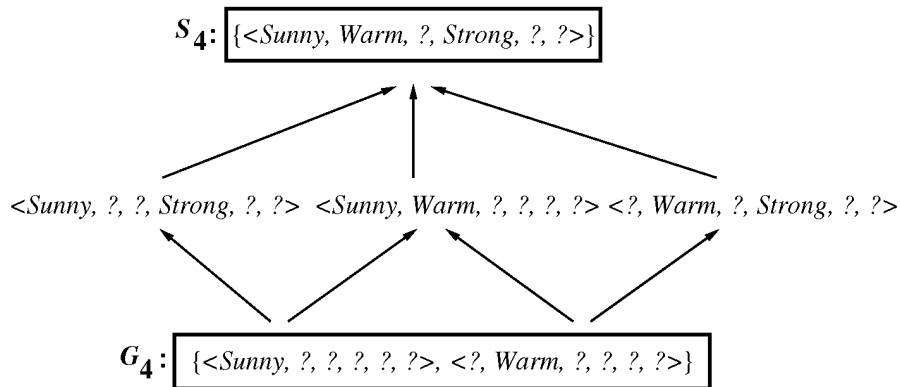 S4: {<Sunny, Warm, ?, Strong, ?, ?>}
<Sunny, ?, ?, Strong, ?, ?> <Sunny, Warm, ?, ?, ?, ?> <?, Warm, ?, Strong, ?, ?>
G4: {<Sunny, ?, ?, ?, ?, ?>, <?, Warm, ?, ?, ?, ?>}